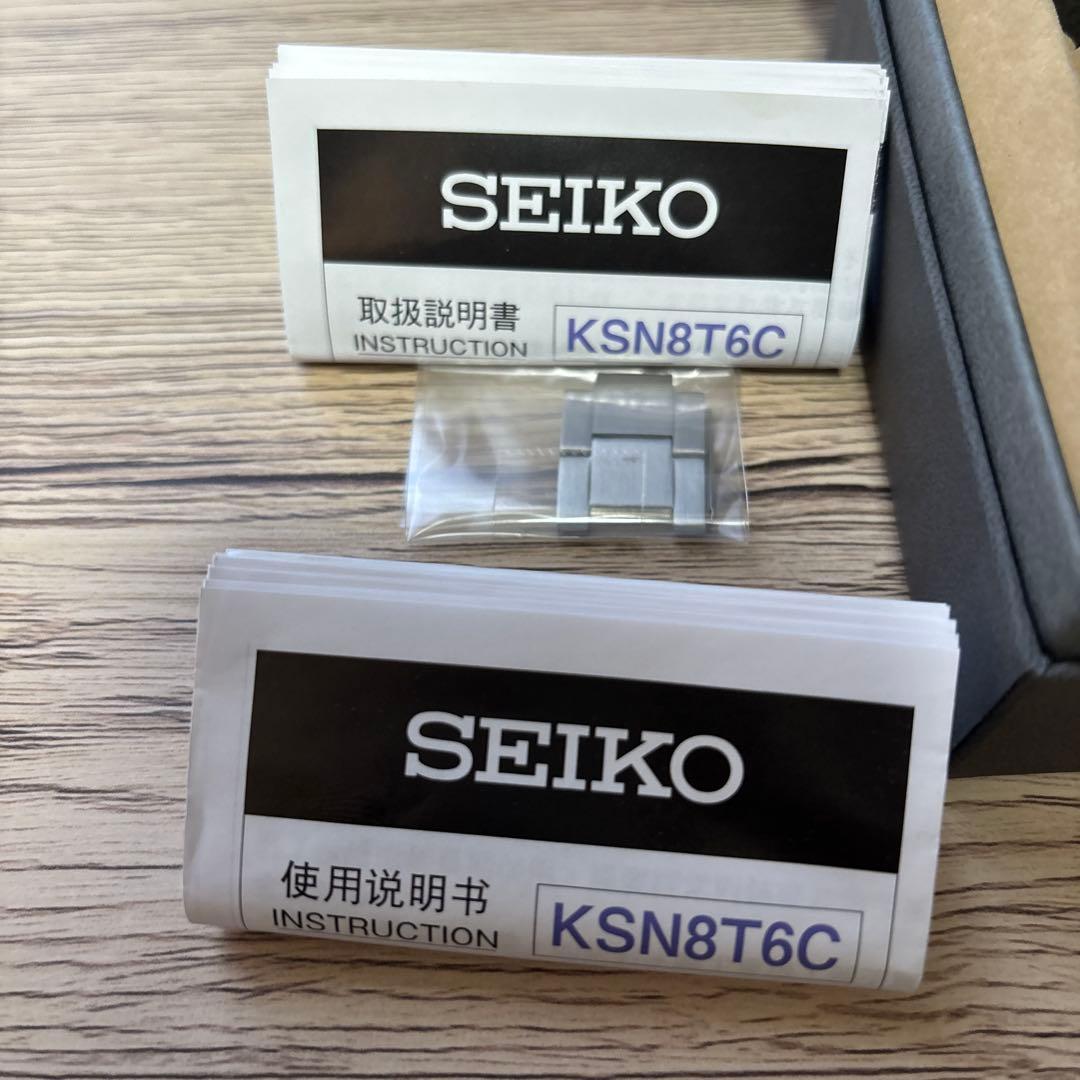 SEIKO
取扱説明書
INSTRUCTION
KSN8T6C
SEIKO
使用说明书
INSTRUCTION
KSN8T6C